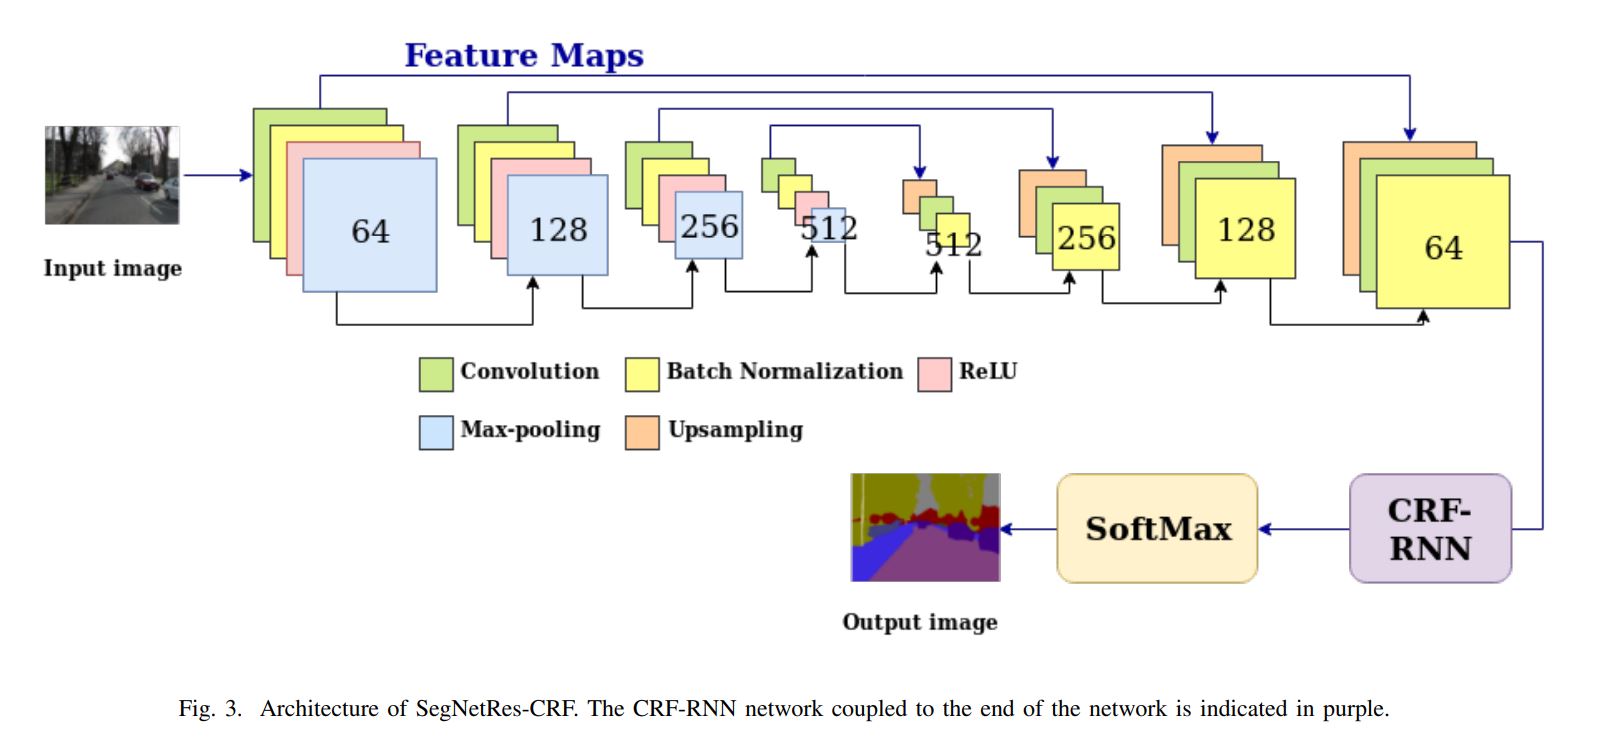 Feature Maps
64
128
256
512
512
256
128
64
Input image
Convolution
Batch Normalization
ReLU
Max-pooling
Upsampling
SoftMax
CRF-
RNN
Output image
Fig. 3. Architecture of SegNetRes-CRF. The CRF-RNN network coupled to the end of the network is indicated in purple.